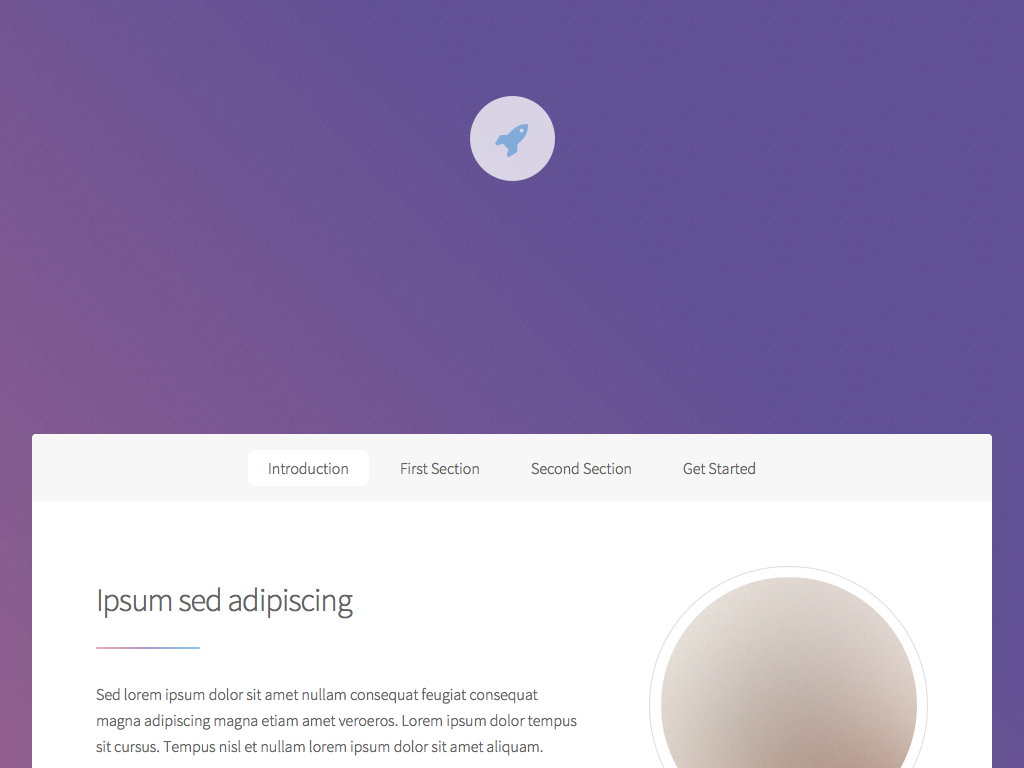 Introduction
First Section
Second Section
Get Started
Ipsum sed adipiscing
Sed lorem ipsum dolor sit amet nullam consequat feugiat consequat
magna adipiscing magna etiam amet veroeros. Lorem ipsum dolor tempus
sit cursus. Tempus nisl et nullam lorem ipsum dolor sit amet aliquam.